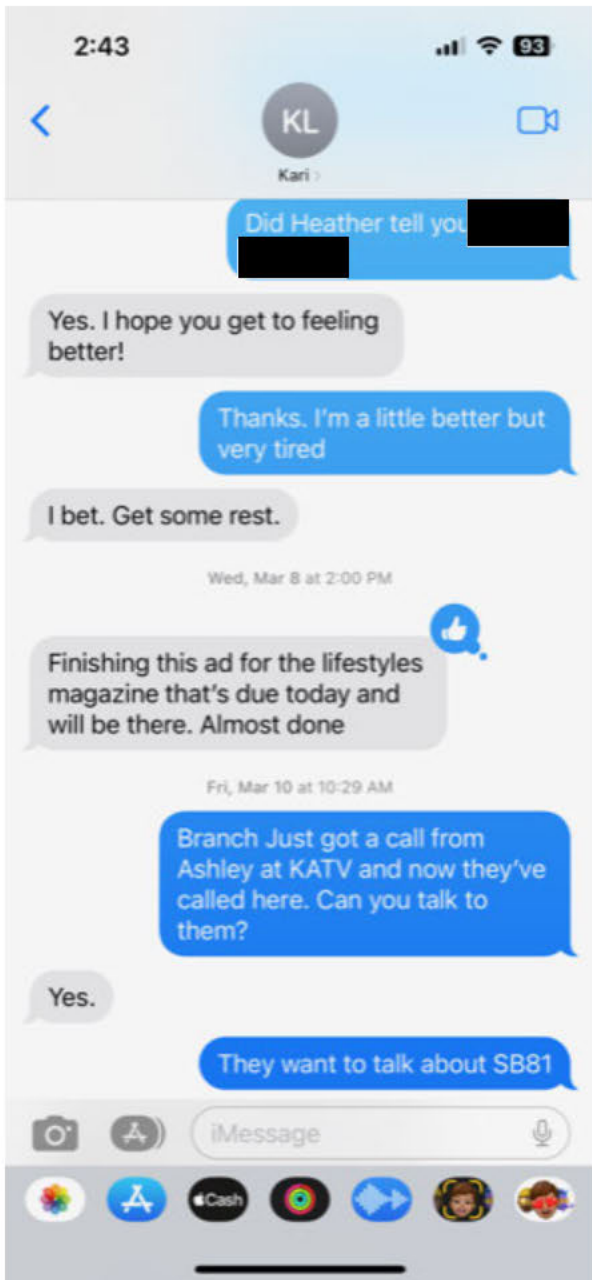 2:43
93
KL
Kari
Did Heather tell you
Yes. I hope you get to feeling
better!
Thanks. I'm a little better but
very tired
I bet. Get some rest.
Wed, Mar 8 at 2:00 PM
Finishing this ad for the lifestyles
magazine that's due today and
will be there. Almost done
Fri, Mar 10 at 10:29 AM
Branch Just got a call from
Ashley at KATV and now they've
called here. Can you talk to
them?
Yes.
They want to talk about SB81
iMessage
Cash